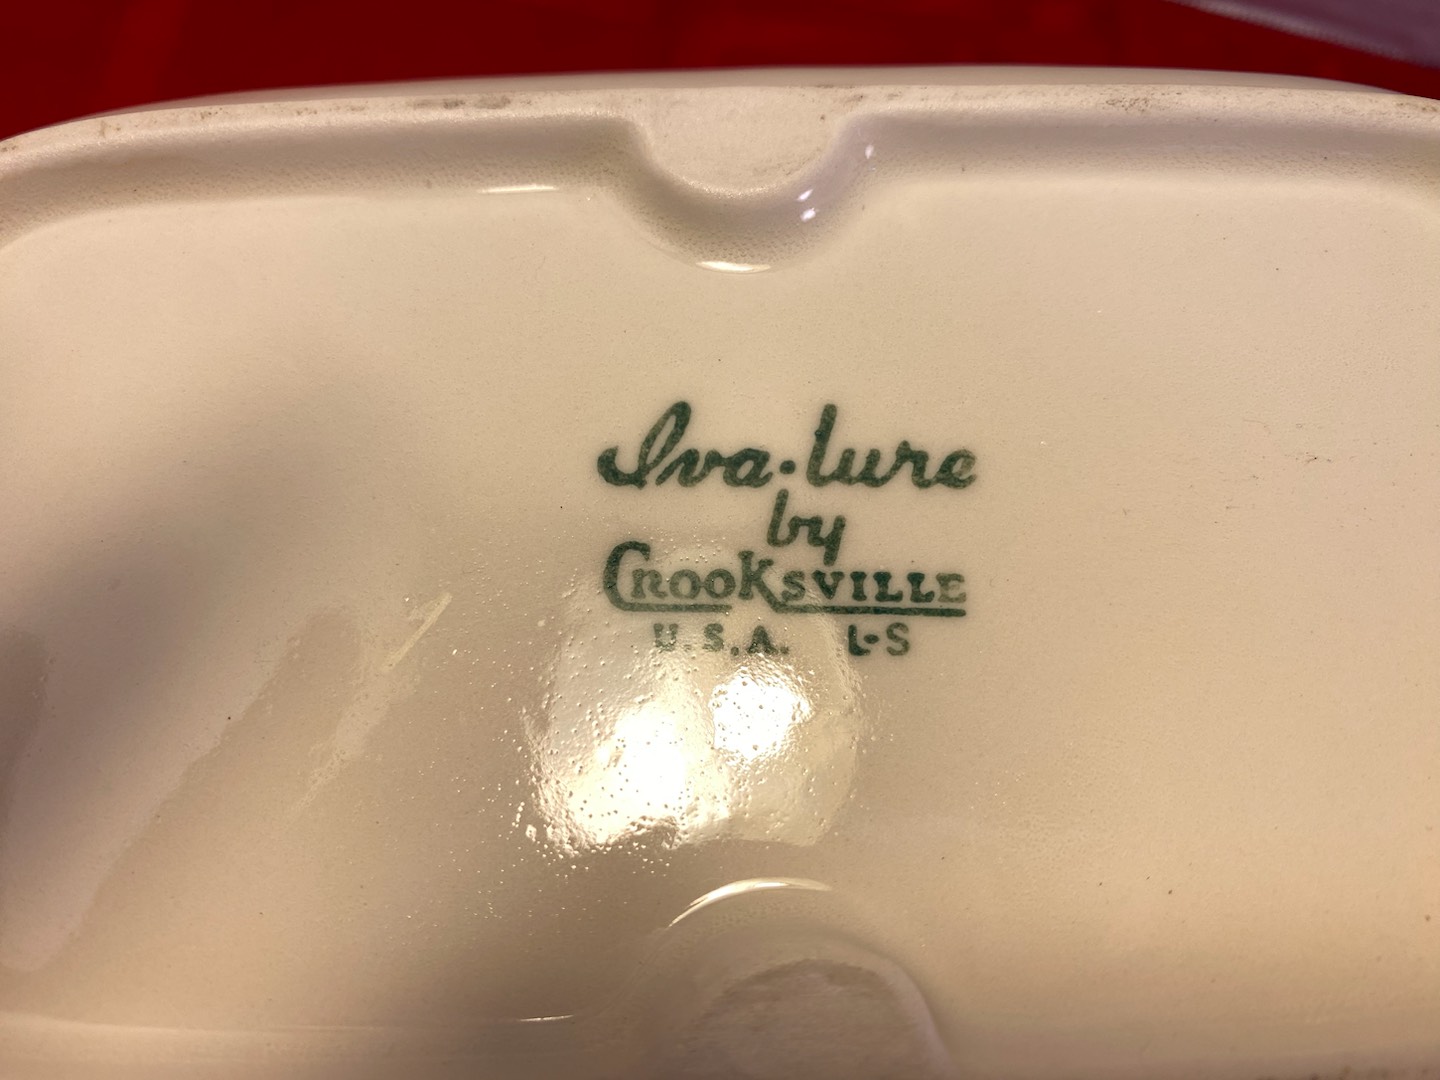 Iva·lure
by
CROOKSVILLE
U.S.A. L-S